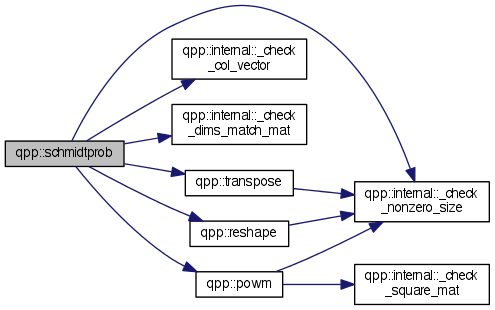 qpp::schmidtprob
qpp::internal::_check
_col_vector
qpp::internal::_check
_dims_match_mat
qpp::transpose
qpp::reshape
qpp::powm
qpp::internal::_check
_nonzero_size
qpp::internal::_check
_square_mat